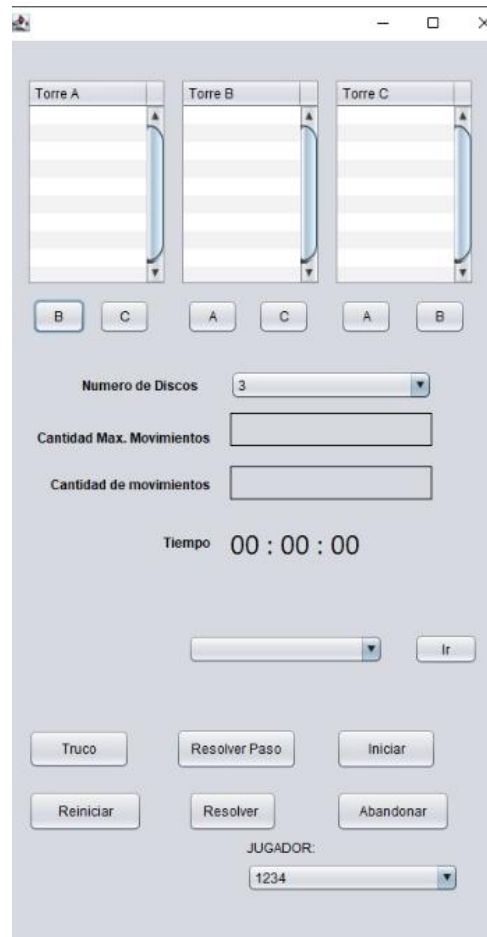 Torre A Torre B Torre C
B C A C A B
Numero de Discos 3
Cantidad Max. Movimientos
Cantidad de movimientos
Tiempo 00 : 00 : 00
Ir
Truco Resolver Paso Iniciar
Reiniciar Resolver Abandonar
JUGADOR:
1234